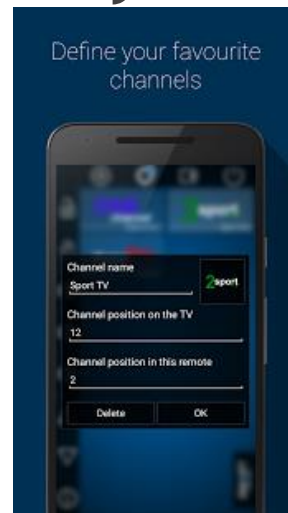 Define your favourite
channels
Channel name
Sport TV
2sport
Channel position on the TV
12
Channel position in this remote
2
Delete
OK